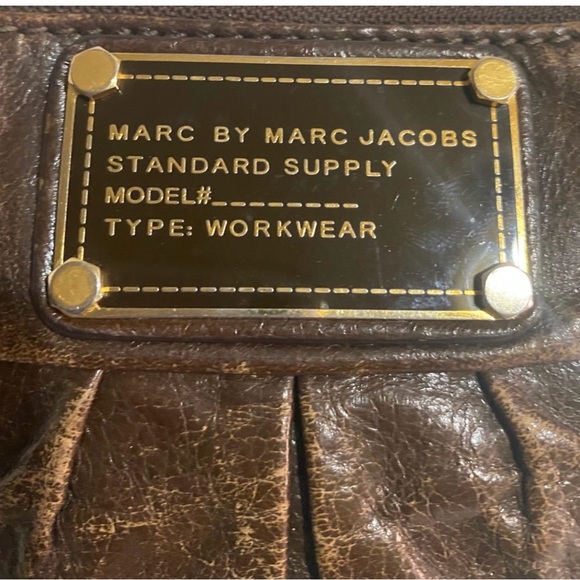 MARC BY MARC JACOBS
STANDARD SUPPLY
MODEL#_________
TYPE: WORKWEAR